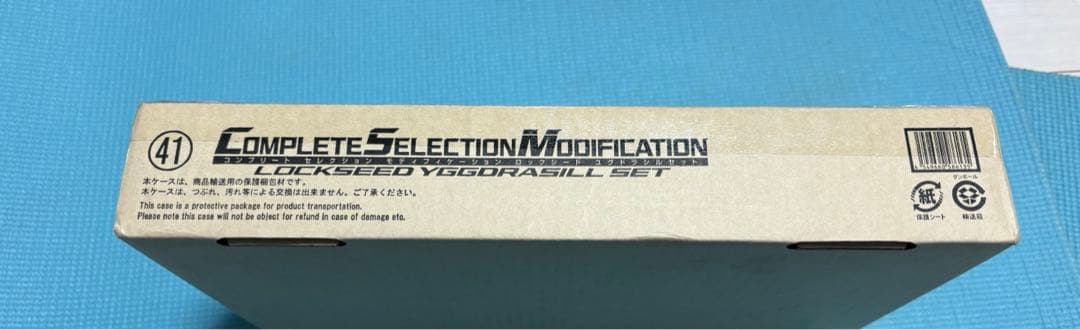 41
COMPLETE SELECTION MODIFICATION
コンプリート セレクション モディフィケーション ロックシード ユグドラシルセット
LOCKSEED YGGDRASILL SET
本ケースは、商品輸送用の保護梱包材です。
本ケースは、つぶれ、汚れ等による交換は出来ません。ご了承ください。
This case is a protective package for product transportation.
Please note this case will not be object for refund in case of damage etc.
ダンボール
紙
保護シート
輸送箱